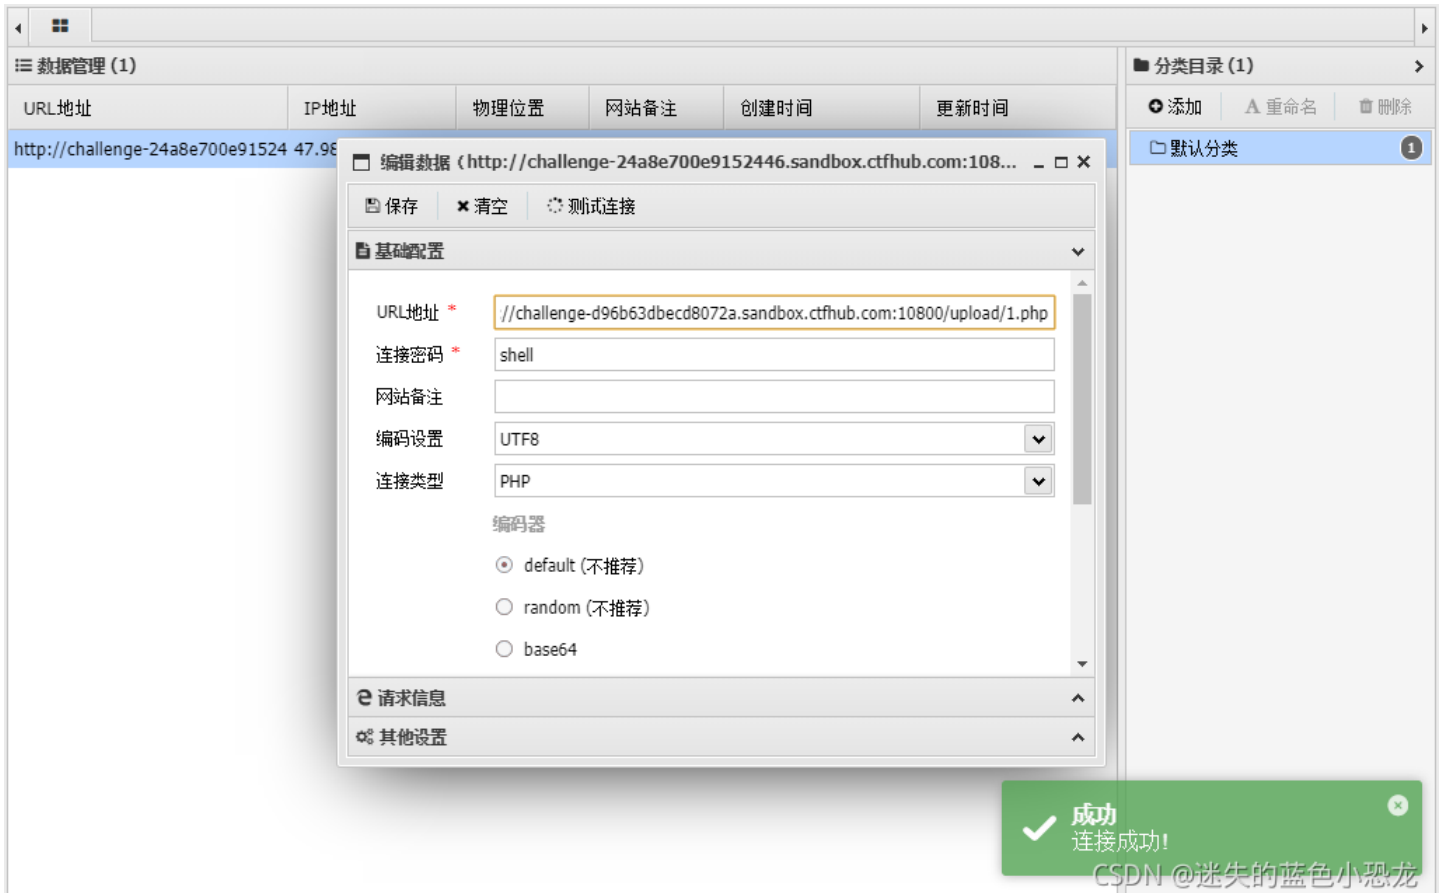 数据管理 (1)
分类目录 (1)
URL地址 IP地址 物理位置 网站备注 创建时间 更新时间
添加 A 重命名 删除
http://challenge-24a8e700e91524 47.98
默认分类 1
编辑数据 (http://challenge-24a8e700e9152446.sandbox.ctfhub.com:108...
保存 清空 测试连接
基础配置
URL地址 * ://challenge-d96b63dbecd8072a.sandbox.ctfhub.com:10800/upload/1.php
连接密码 * shell
网站备注
编码设置 UTF8
连接类型 PHP
编码器
default (不推荐)
random (不推荐)
base64
请求信息
其他设置
成功
连接成功!
CSDN @迷失的蓝色小恐龙